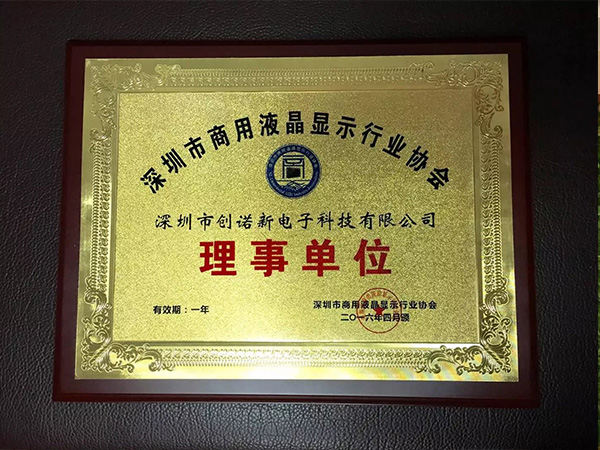 深圳市商用液晶显示行业协会
深圳市创诺新电子科技有限公司
理事单位
有效期：一年
深圳市商用液晶显示行业协会
二〇一六年四月颁